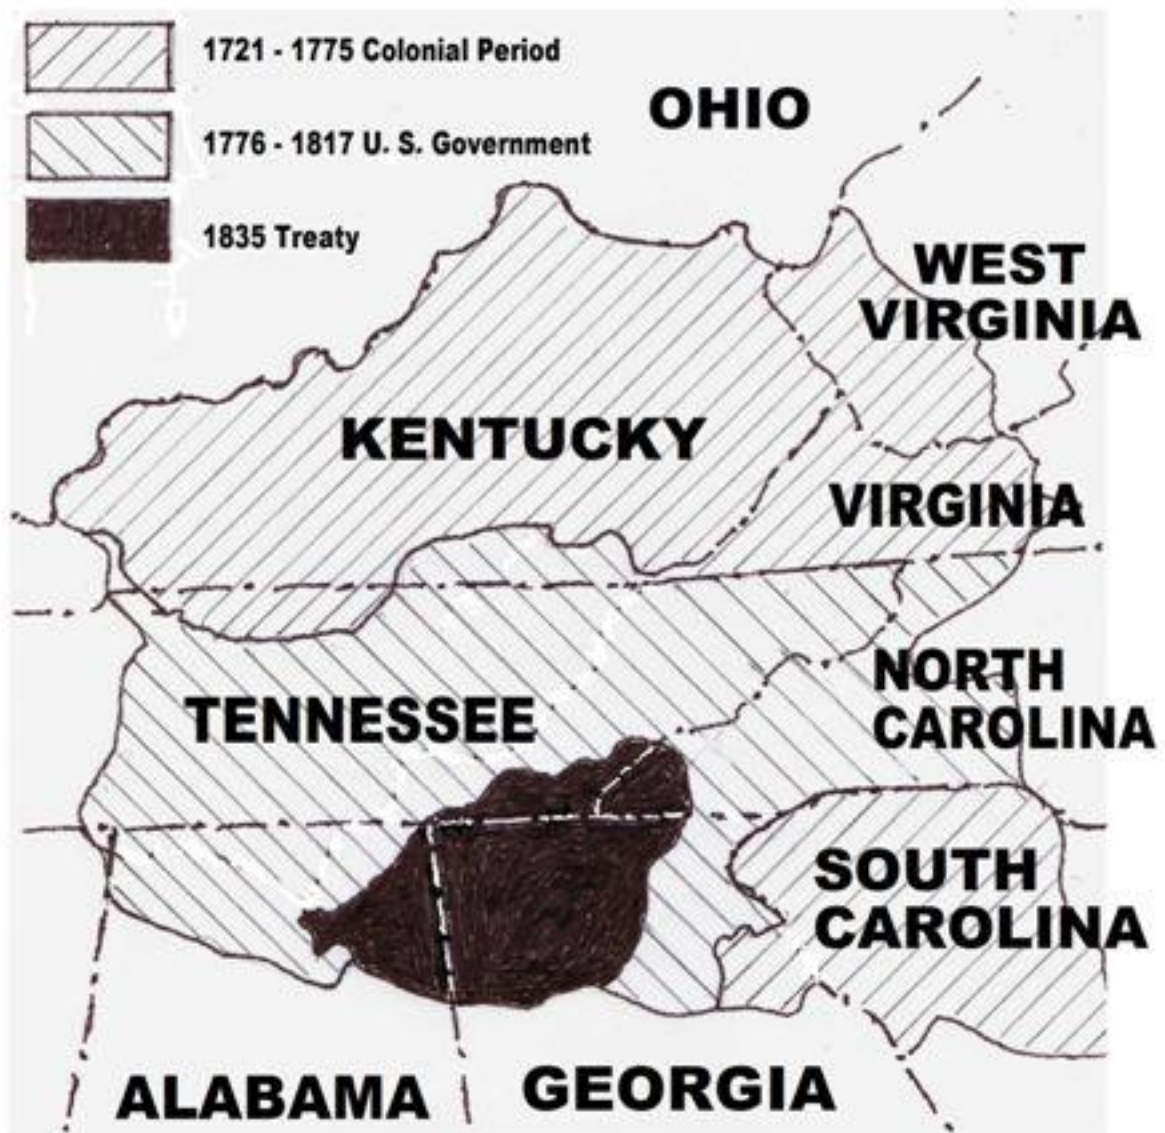 1721 - 1775 Colonial Period
1776 - 1817 U. S. Government
1835 Treaty
OHIO
WEST
VIRGINIA
KENTUCKY
VIRGINIA
TENNESSEE
NORTH
CAROLINA
SOUTH
CAROLINA
ALABAMA
GEORGIA